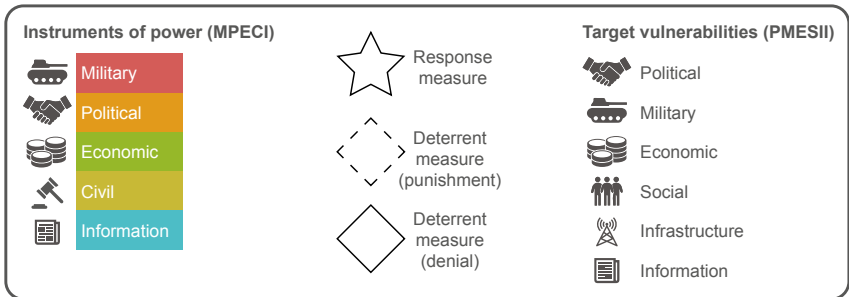 Instruments of power (MPECI)
Military
Political
Economic
Civil
Information
Response
measure
Deterrent
measure
(punishment)
Deterrent
measure
(denial)
Target vulnerabilities (PMESII)
Political
Military
Economic
Social
Infrastructure
Information